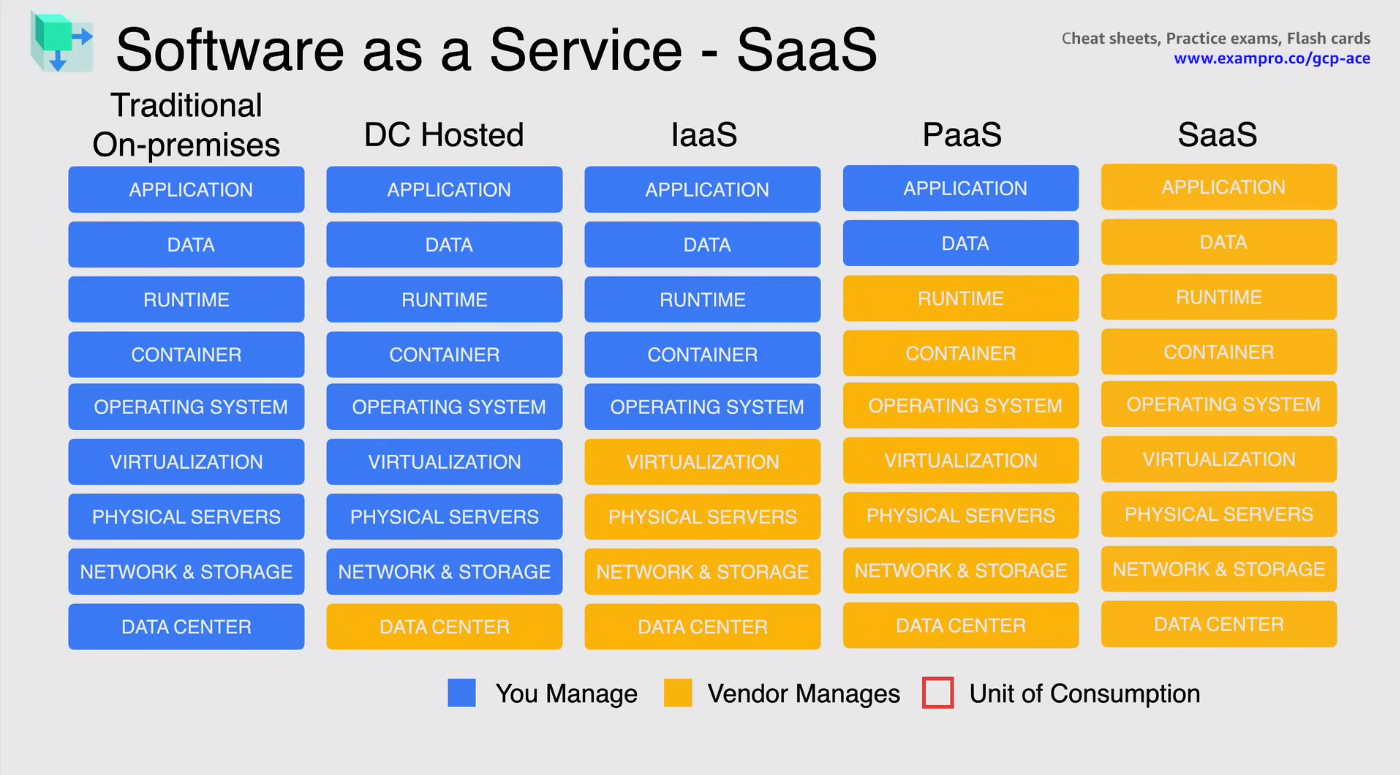 Software as a Service - SaaS
Cheat sheets, Practice exams, Flash cards
www.exampro.co/gcp-ace
Traditional
On-premises
DC Hosted
IaaS
PaaS
SaaS
APPLICATION APPLICATION APPLICATION APPLICATION APPLICATION
DATA DATA DATA DATA DATA
RUNTIME RUNTIME RUNTIME RUNTIME RUNTIME
CONTAINER CONTAINER CONTAINER CONTAINER CONTAINER
OPERATING SYSTEM OPERATING SYSTEM OPERATING SYSTEM OPERATING SYSTEM OPERATING SYSTEM
VIRTUALIZATION VIRTUALIZATION VIRTUALIZATION VIRTUALIZATION VIRTUALIZATION
PHYSICAL SERVERS PHYSICAL SERVERS PHYSICAL SERVERS PHYSICAL SERVERS PHYSICAL SERVERS
NETWORK & STORAGE NETWORK & STORAGE NETWORK & STORAGE NETWORK & STORAGE NETWORK & STORAGE
DATA CENTER DATA CENTER DATA CENTER DATA CENTER DATA CENTER
You Manage Vendor Manages Unit of Consumption